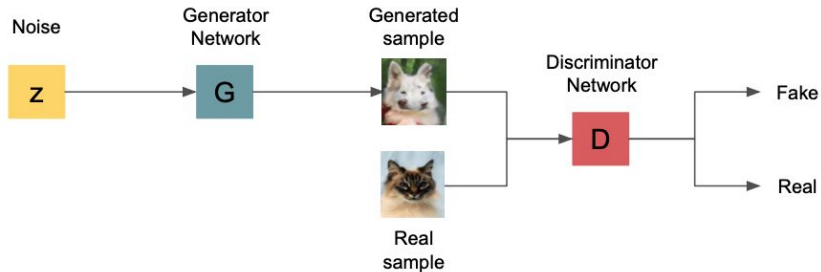 Noise
Generator
Network
Generated
sample
z
G
Discriminator
Network
D
Fake
Real
Real
sample